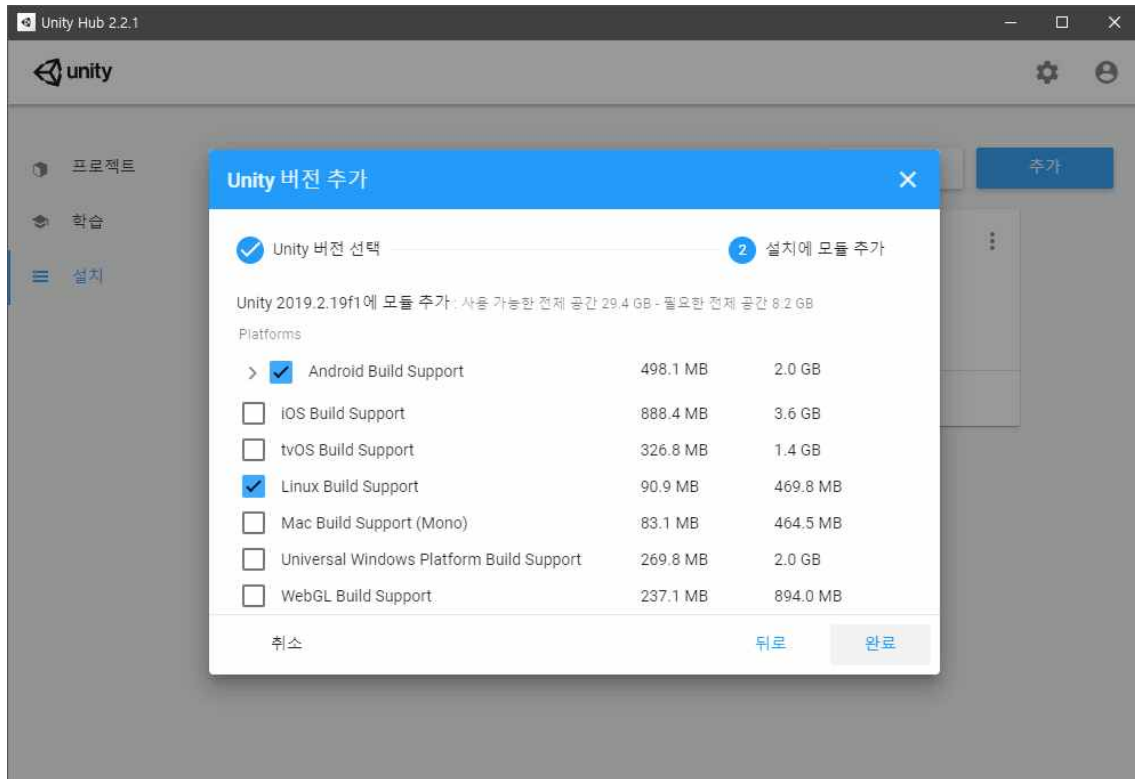 Unity Hub 2.2.1
unity
프로젝트
학습
설치
추가
Unity 버전 추가
Unity 버전 선택
2 설치에 모듈 추가
Unity 2019.2.19f1에 모듈 추가 : 사용 가능한 전체 공간 29.4 GB - 필요한 전체 공간 8.2 GB
Platforms
Android Build Support 498.1 MB 2.0 GB
iOS Build Support 888.4 MB 3.6 GB
tvOS Build Support 326.8 MB 1.4 GB
Linux Build Support 90.9 MB 469.8 MB
Mac Build Support (Mono) 83.1 MB 464.5 MB
Universal Windows Platform Build Support 269.8 MB 2.0 GB
WebGL Build Support 237.1 MB 894.0 MB
취소 뒤로 완료